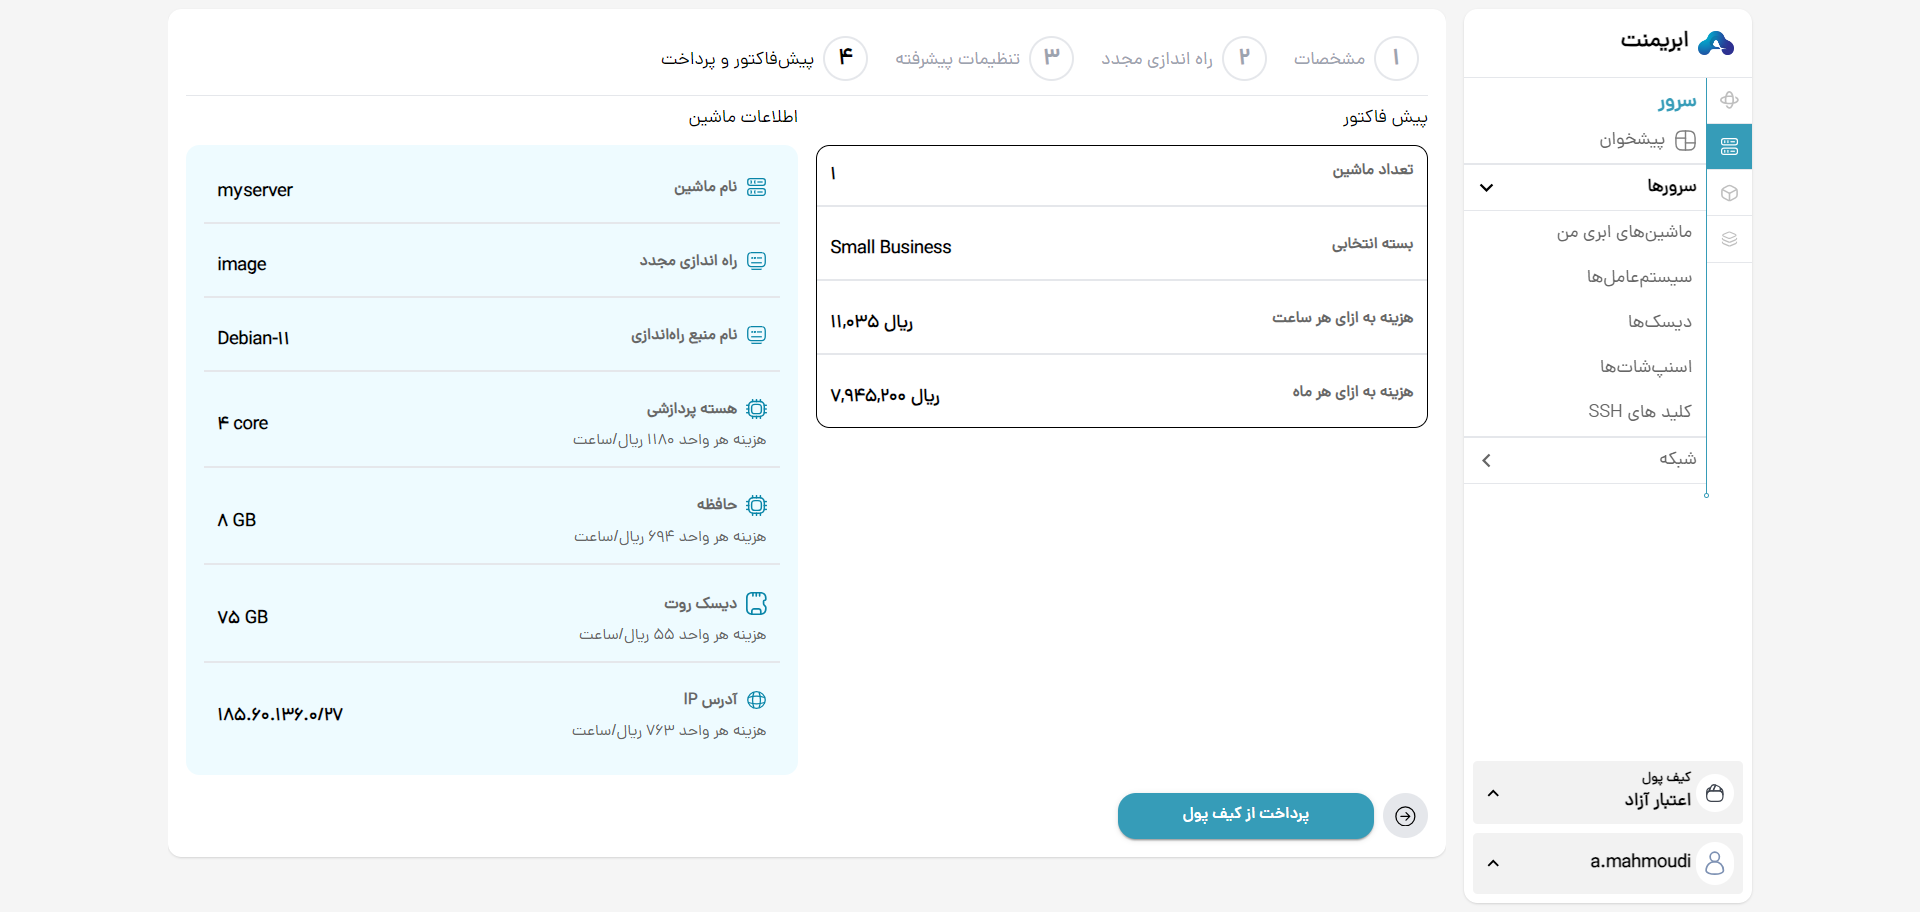 ابریمنت
سرور
پیشخوان
سرورها
ماشین‌های ابری من
سیستم‌عامل‌ها
دیسک‌ها
اسنپ‌شات‌ها
کلید های SSH
شبکه
کیف پول
اعتبار آزاد
a.mahmoudi
۱ مشخصات
۲ راه اندازی مجدد
۳ تنظیمات پیشرفته
۴ پیش‌فاکتور و پرداخت
پیش فاکتور
تعداد ماشین ۱
بسته انتخابی Small Business
هزینه به ازای هر ساعت ۱۱,۰۳۵ ریال
هزینه به ازای هر ماه ۷,۹۴۵,۲۰۰ ریال
اطلاعات ماشین
نام ماشین myserver
راه اندازی مجدد image
نام منبع راه‌اندازی Debian-۱۱
هسته پردازشی ۴ core
هزینه هر واحد ۱۱۸۰ ریال/ساعت
حافظه ۸ GB
هزینه هر واحد ۶۹۴ ریال/ساعت
دیسک روت ۷۵ GB
هزینه هر واحد ۵۵ ریال/ساعت
آدرس IP ۱۸۵.۶۰.۱۳۶.۰/۲۷
هزینه هر واحد ۷۶۳ ریال/ساعت
پرداخت از کیف پول